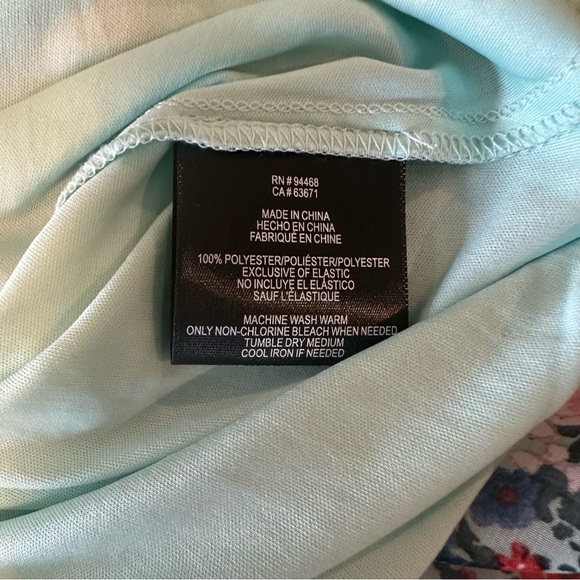 RN # 94468
CA # 63671
MADE IN CHINA
HECHO EN CHINA
FABRIQUÉ EN CHINE
100% POLYESTER/POLIÉSTER/POLYESTER
EXCLUSIVE OF ELASTIC
NO INCLUYE EL ELÁSTICO
SAUF L'ÉLASTIQUE
MACHINE WASH WARM
ONLY NON-CHLORINE BLEACH WHEN NEEDED
TUMBLE DRY MEDIUM
COOL IRON IF NEEDED